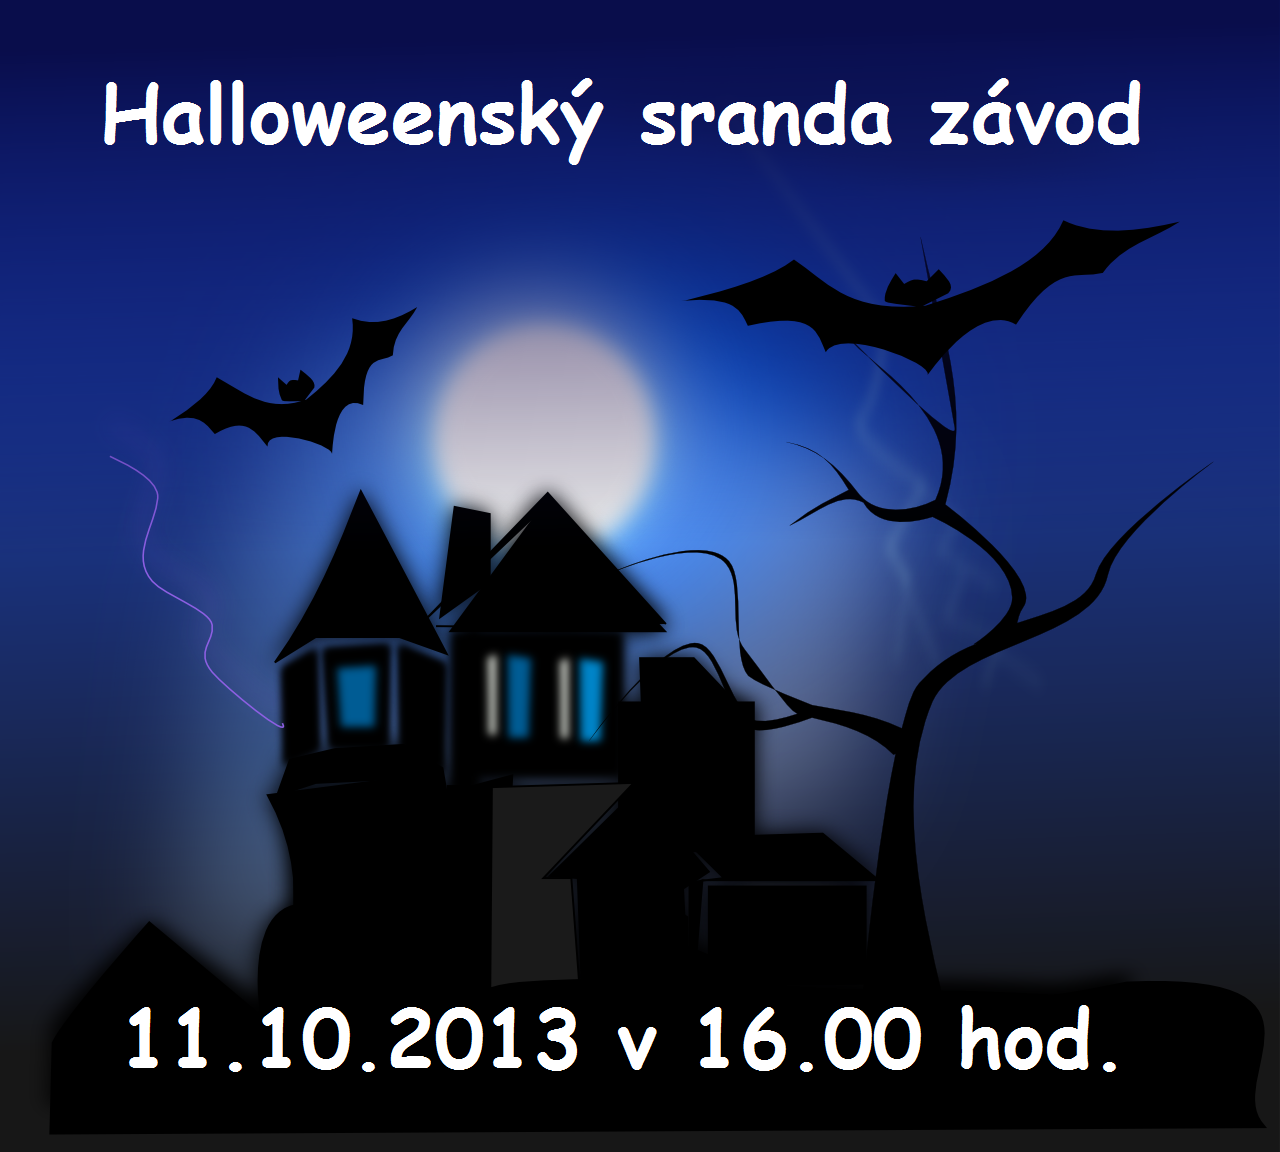 Halloweenský sranda závod
11.10.2013 v 16.00 hod.